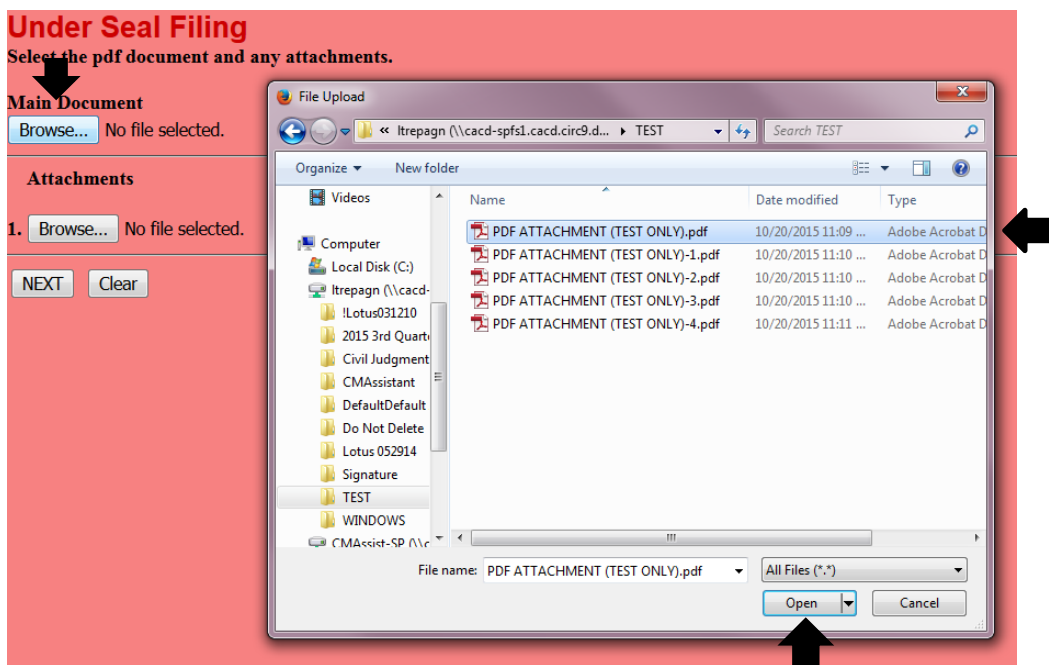 Under Seal Filing
Select the pdf document and any attachments.
Main Document
Browse... No file selected.
Attachments
1. Browse... No file selected.
NEXT Clear
File Upload
« ltrepagn (\\cacd-spfs1.cacd.circ9.d... ▸ TEST Search TEST
Organize New folder
Videos
Computer
Local Disk (C:)
ltrepagn (\\cacd-
!Lotus031210
2015 3rd Quarte
Civil Judgment
CMAssistant
DefaultDefault
Do Not Delete
Lotus 052914
Signature
TEST
WINDOWS
CMAssist-SP (\\c
Name Date modified Type
PDF ATTACHMENT (TEST ONLY).pdf 10/20/2015 11:09 ... Adobe Acrobat D
PDF ATTACHMENT (TEST ONLY)-1.pdf 10/20/2015 11:10 ... Adobe Acrobat D
PDF ATTACHMENT (TEST ONLY)-2.pdf 10/20/2015 11:10 ... Adobe Acrobat D
PDF ATTACHMENT (TEST ONLY)-3.pdf 10/20/2015 11:10 ... Adobe Acrobat D
PDF ATTACHMENT (TEST ONLY)-4.pdf 10/20/2015 11:11 ... Adobe Acrobat D
File name: PDF ATTACHMENT (TEST ONLY).pdf All Files (*.*)
Open Cancel